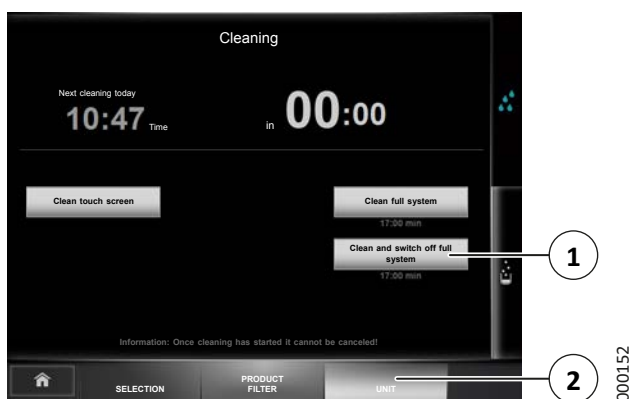 Cleaning
Next cleaning today
10:47 Time
in 00:00
Clean touch screen
Clean full system
17:00 min
Clean and switch off full
system
17:00 min
1
Information: Once cleaning has started it cannot be canceled!
SELECTION
PRODUCT
FILTER
UNIT
2
000152